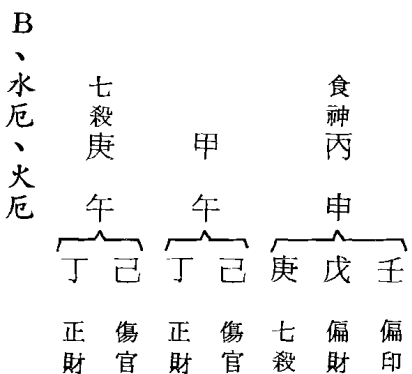 七殺 食神
庚 甲 丙
午 午 申
丁 己 丁 己 庚 戊 壬
正財 傷官 正財 傷官 七殺 偏財 偏印
B、水厄、火厄